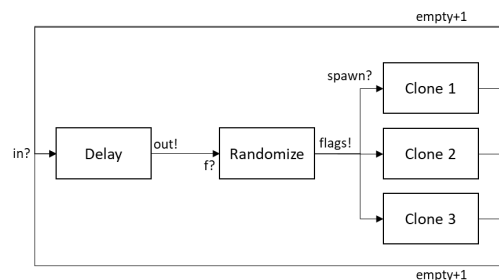 empty+1
spawn?
Clone 1
in?
Delay
out!
f?
Randomize
flags!
Clone 2
Clone 3
empty+1